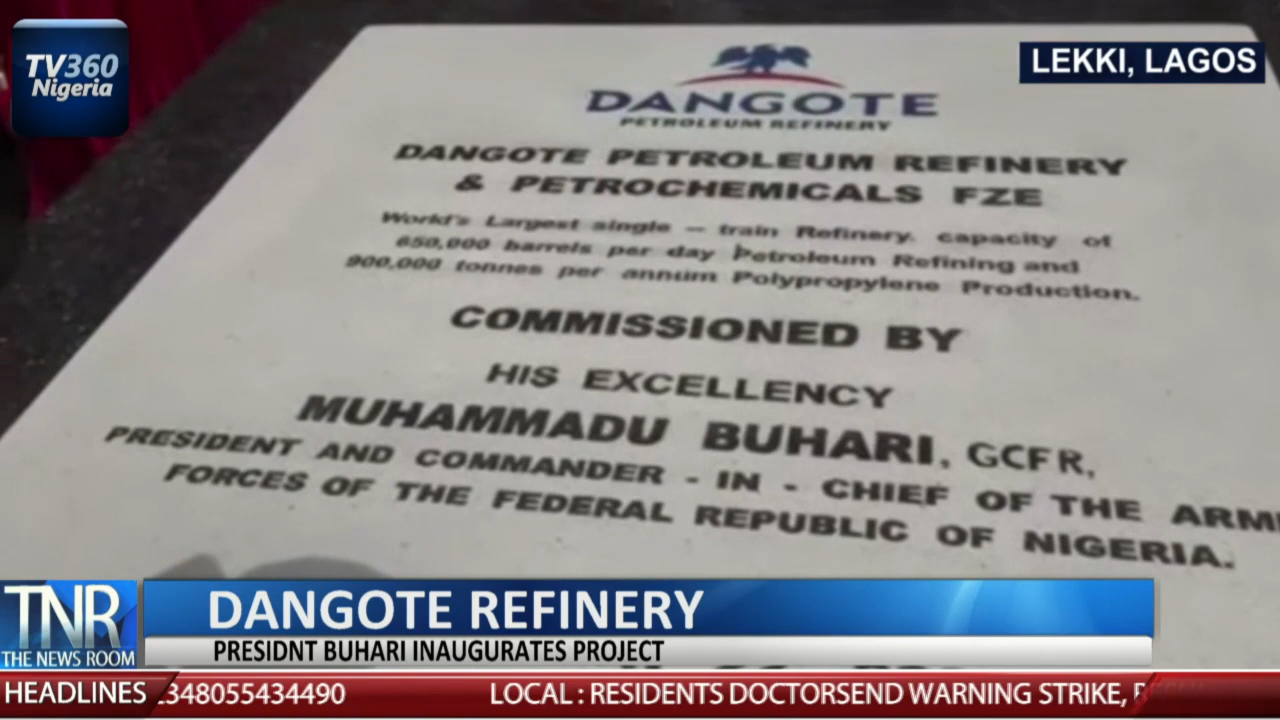 TV360
Nigeria
LEKKI, LAGOS
DANGOTE
PETROLEUM REFINERY
DANGOTE PETROLEUM REFINERY
& PETROCHEMICALS FZE
World's Largest single – train Refinery. capacity of
650,000 barrels per day Petroleum Refining and
900,000 tonnes per annum Polypropylene Production.
COMMISSIONED BY
HIS EXCELLENCY
MUHAMMADU BUHARI, GCFR,
PRESIDENT AND COMMANDER - IN - CHIEF OF THE ARM
FORCES OF THE FEDERAL REPUBLIC OF NIGERIA.
TNR
THE NEWS ROOM
DANGOTE REFINERY
PRESIDNT BUHARI INAUGURATES PROJECT
HEADLINES 348055434490 LOCAL : RESIDENTS DOCTORSEND WARNING STRIKE,